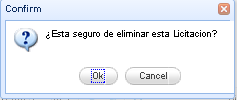 Confirm
¿Esta seguro de eliminar esta Licitacion?
Ok
Cancel